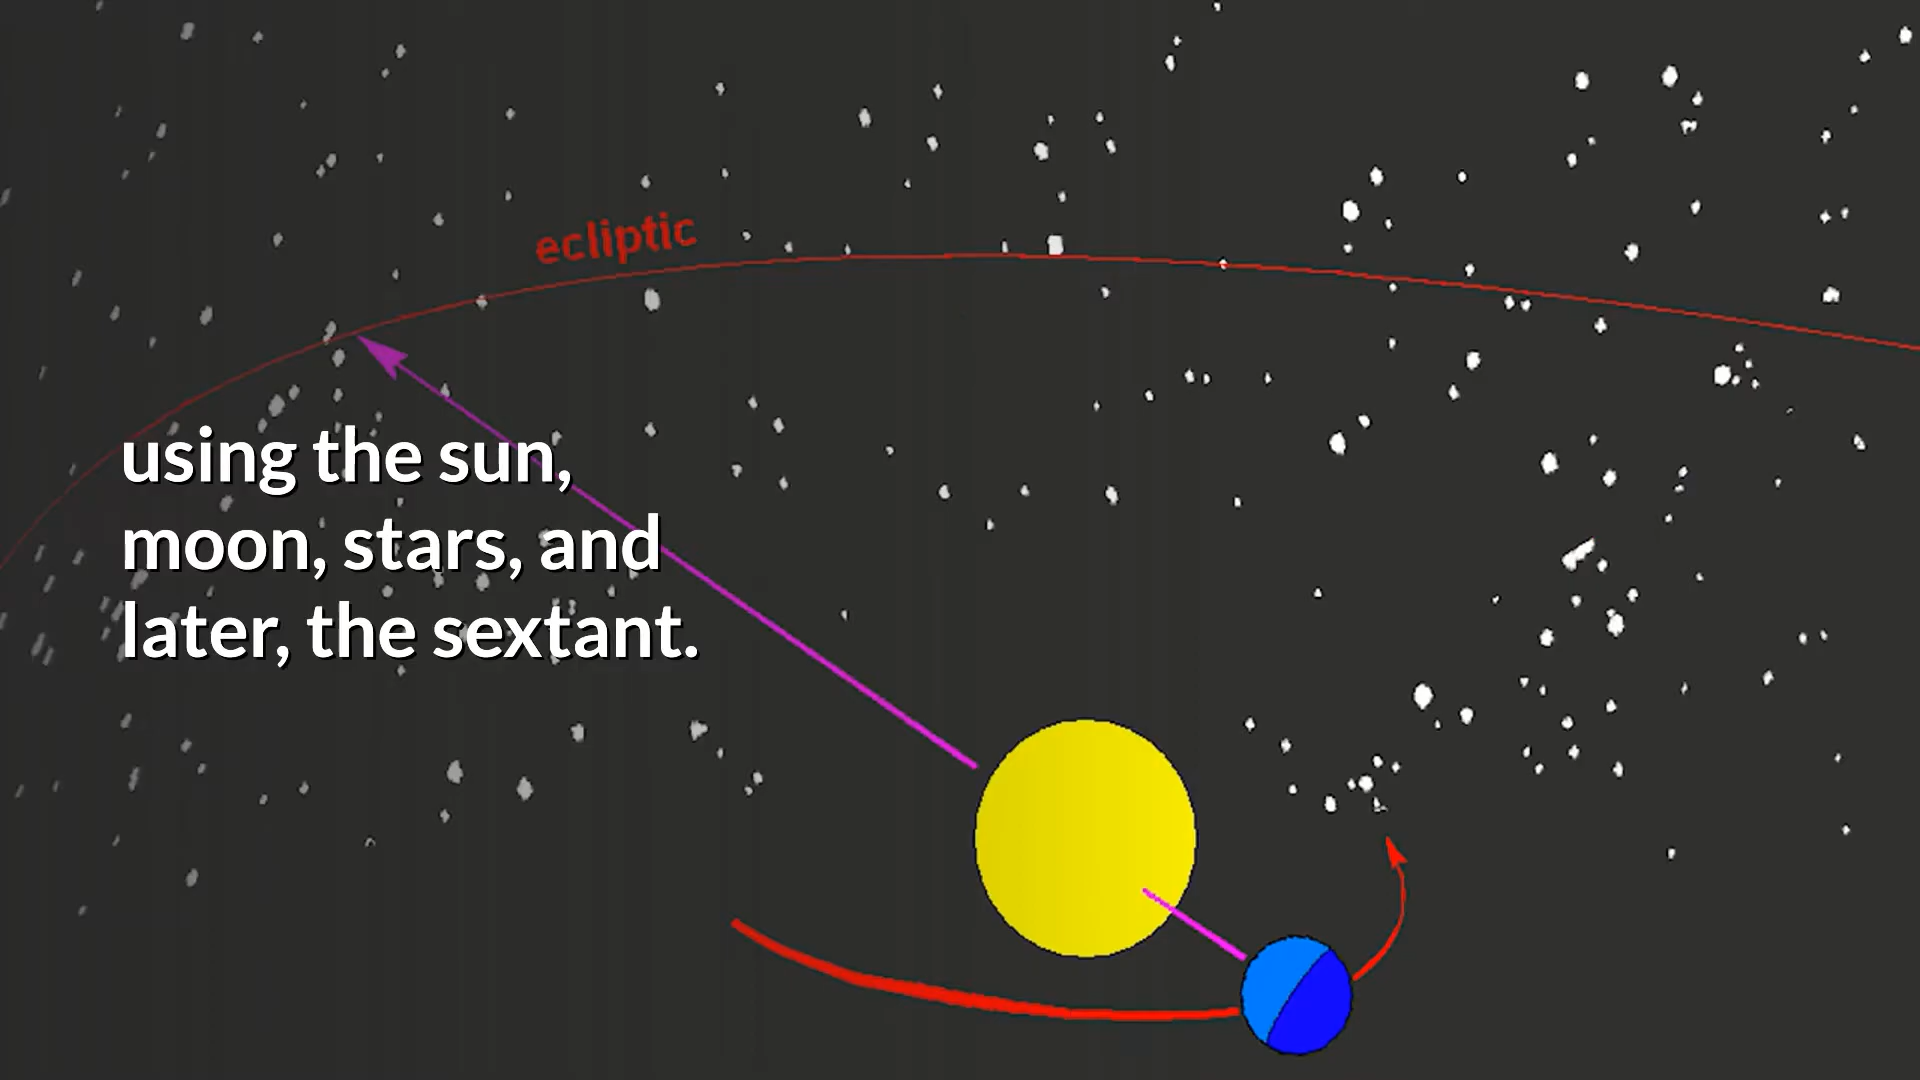 ecliptic
using the sun,
moon, stars, and
later, the sextant.